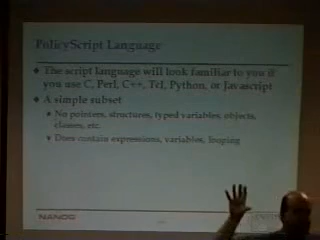 PolicyScript Language
The script language will look familiar to you if
you use C, Perl, C++, Tcl, Python, or Javascript
A simple subset
No pointers, structures, typed variables, objects,
classes, etc.
Does contain expressions, variables, looping
NANOG